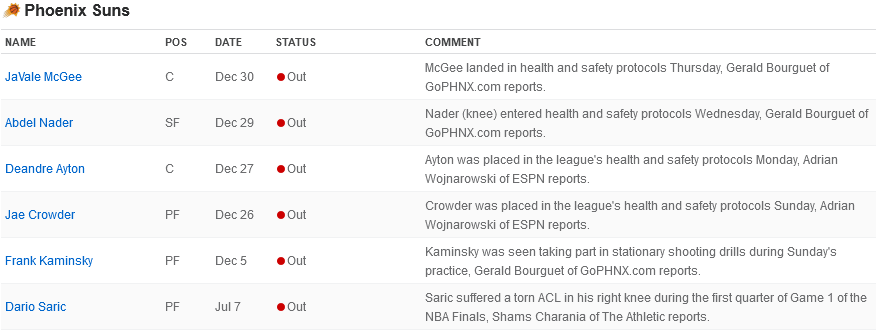 Phoenix Suns
NAME POS DATE STATUS COMMENT
JaVale McGee C Dec 30 Out McGee landed in health and safety protocols Thursday, Gerald Bourguet of
GoPHNX.com reports.
Abdel Nader SF Dec 29 Out Nader (knee) entered health and safety protocols Wednesday, Gerald Bourguet of
GoPHNX.com reports.
Deandre Ayton C Dec 27 Out Ayton was placed in the league's health and safety protocols Monday, Adrian
Wojnarowski of ESPN reports.
Jae Crowder PF Dec 26 Out Crowder was placed in the league's health and safety protocols Sunday, Adrian
Wojnarowski of ESPN reports.
Frank Kaminsky PF Dec 5 Out Kaminsky was seen taking part in stationary shooting drills during Sunday's
practice, Gerald Bourguet of GoPHNX.com reports.
Dario Saric PF Jul 7 Out Saric suffered a torn ACL in his right knee during the first quarter of Game 1 of the
NBA Finals, Shams Charania of The Athletic reports.